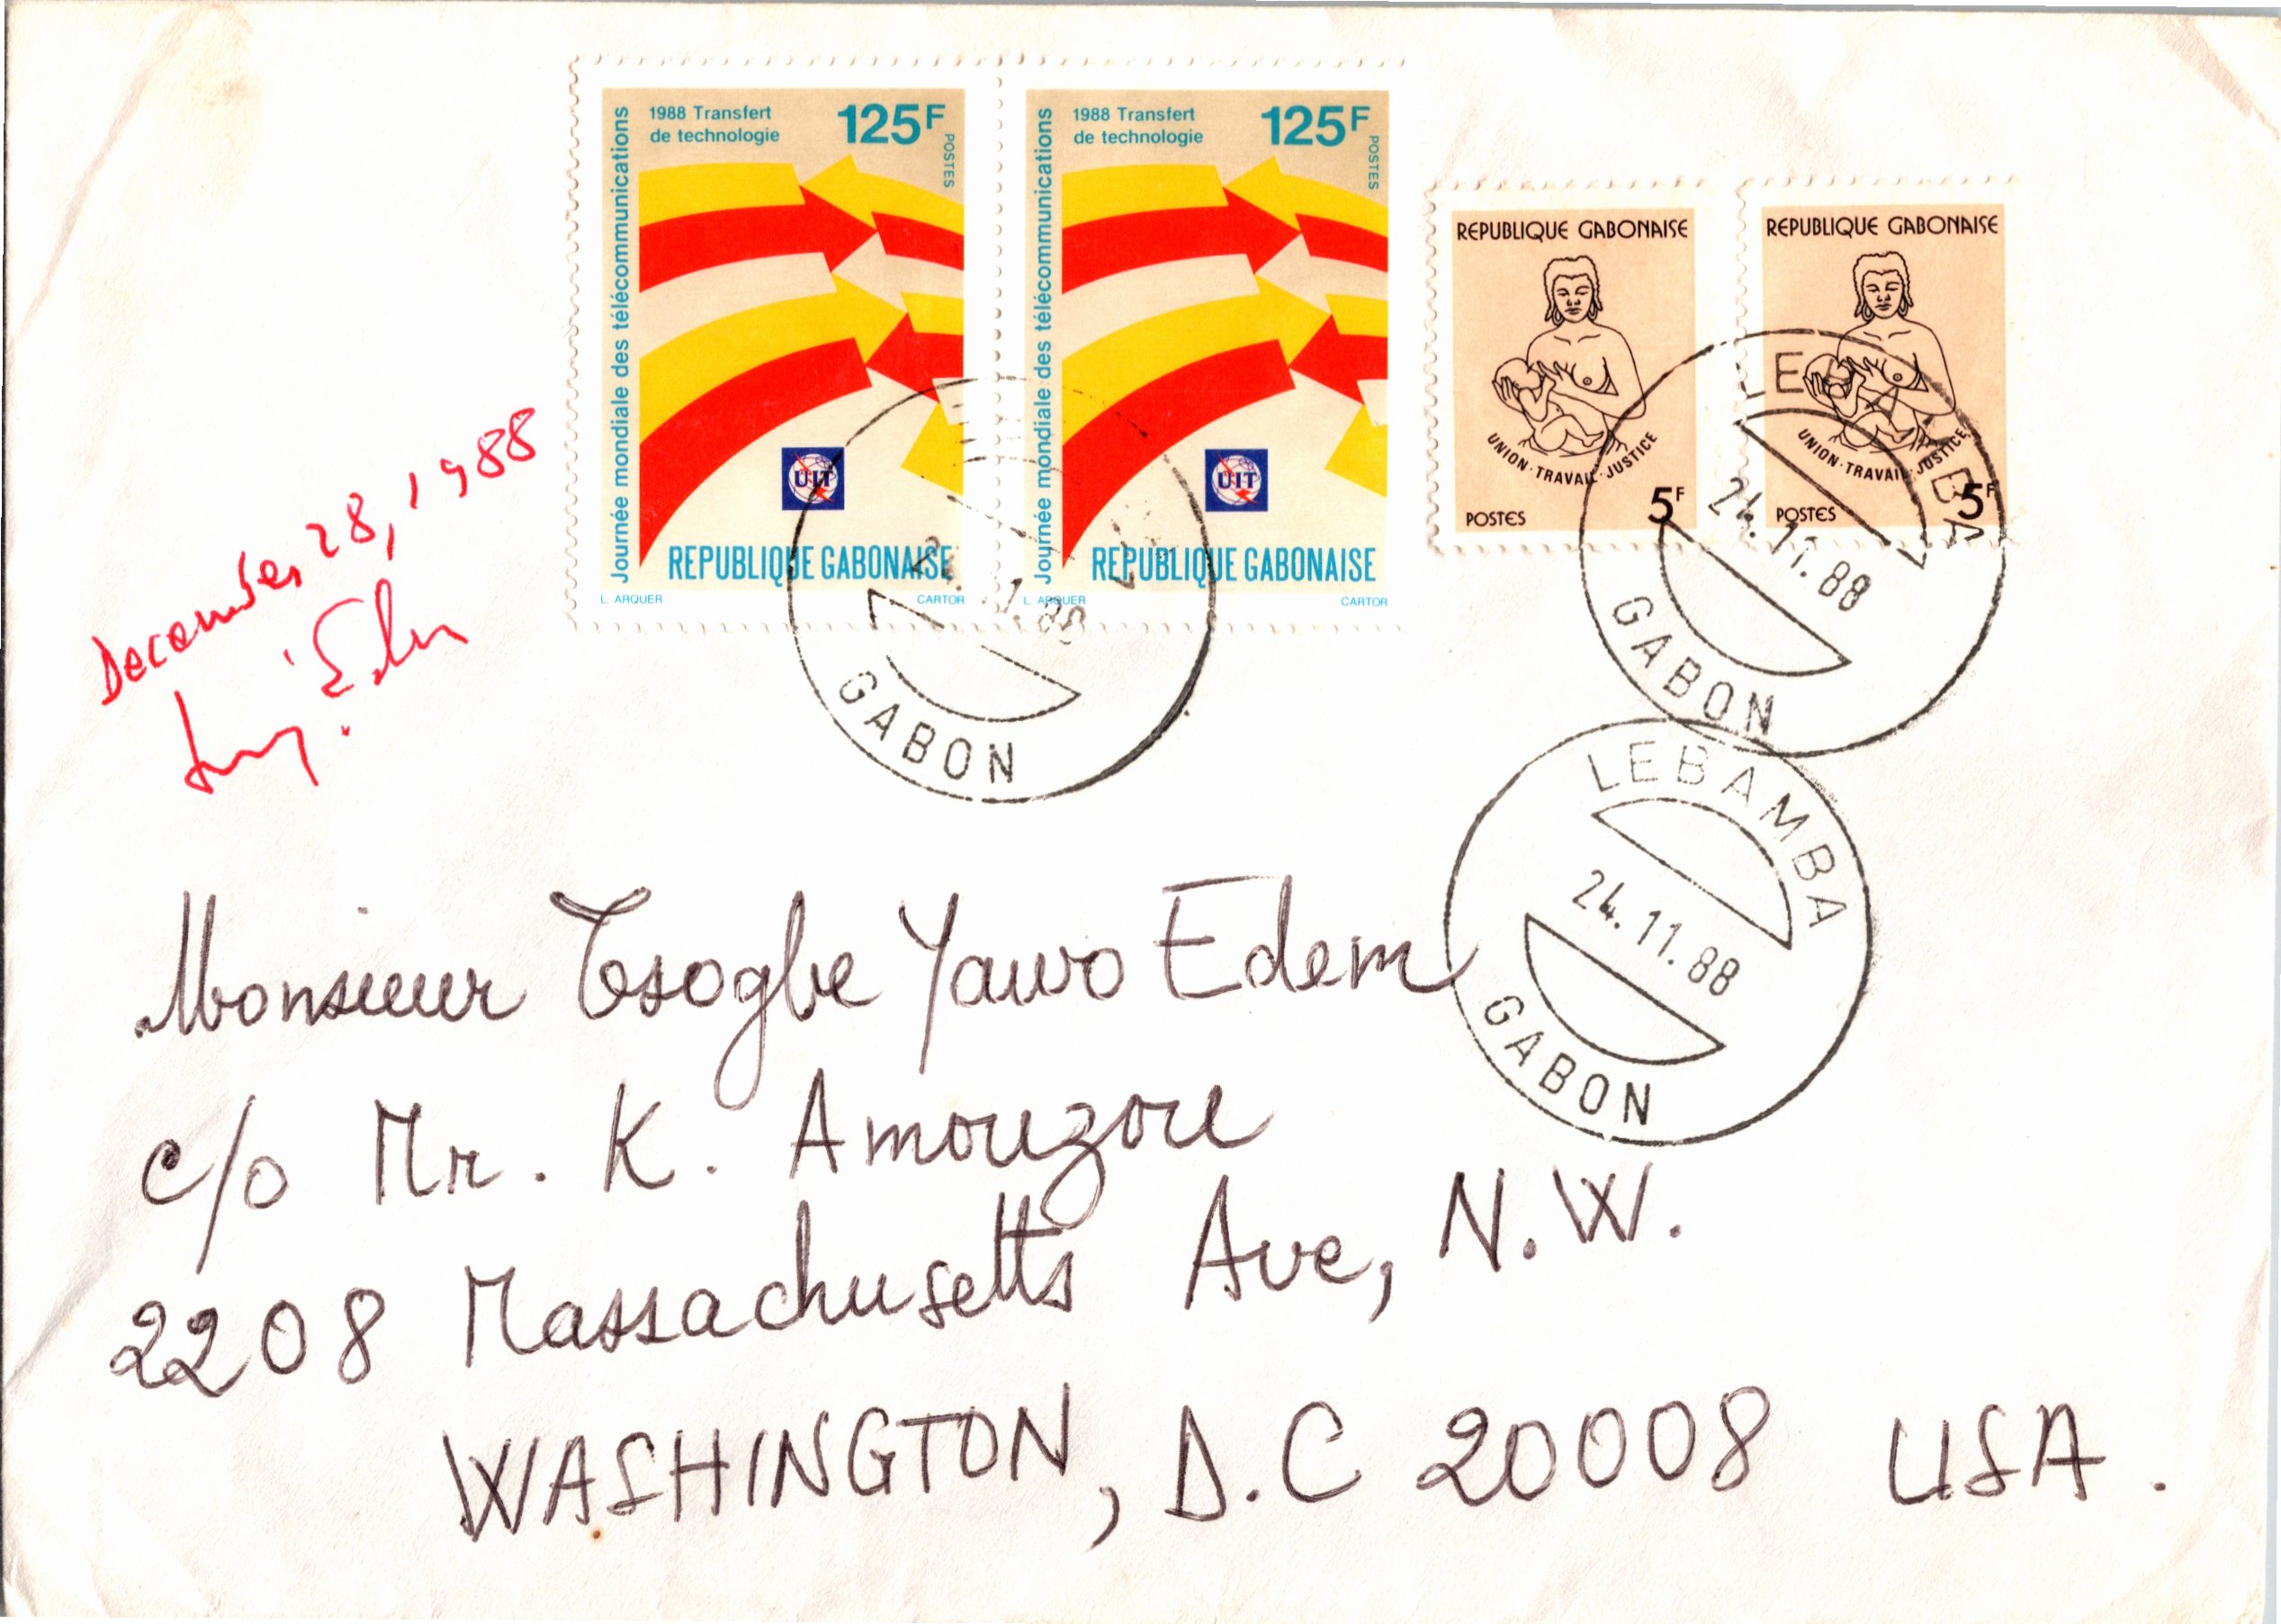 1988 Transfert
de technologie
125F
POSTES
Journée mondiale des télécommunications
UIT
REPUBLIQUE GABONAISE
L. ARQUER
CARTOR
1988 Transfert
de technologie
125F
POSTES
Journée mondiale des télécommunications
UIT
REPUBLIQUE GABONAISE
L. ARQUER
CARTOR
REPUBLIQUE GABONAISE
UNION · TRAVAIL · JUSTICE
5F
POSTES
REPUBLIQUE GABONAISE
UNION · TRAVAIL · JUSTICE
5F
POSTES
GABON
LEBAMBA
24.11.88
GABON
LEBAMBA
24.11.88
GABON
December 28, 1988
Monsieur Tsogbe Yawo Edem
c/o Mr. K. Amouzou
2208 Massachusetts Ave, N.W.
WASHINGTON, D.C 20008 USA.